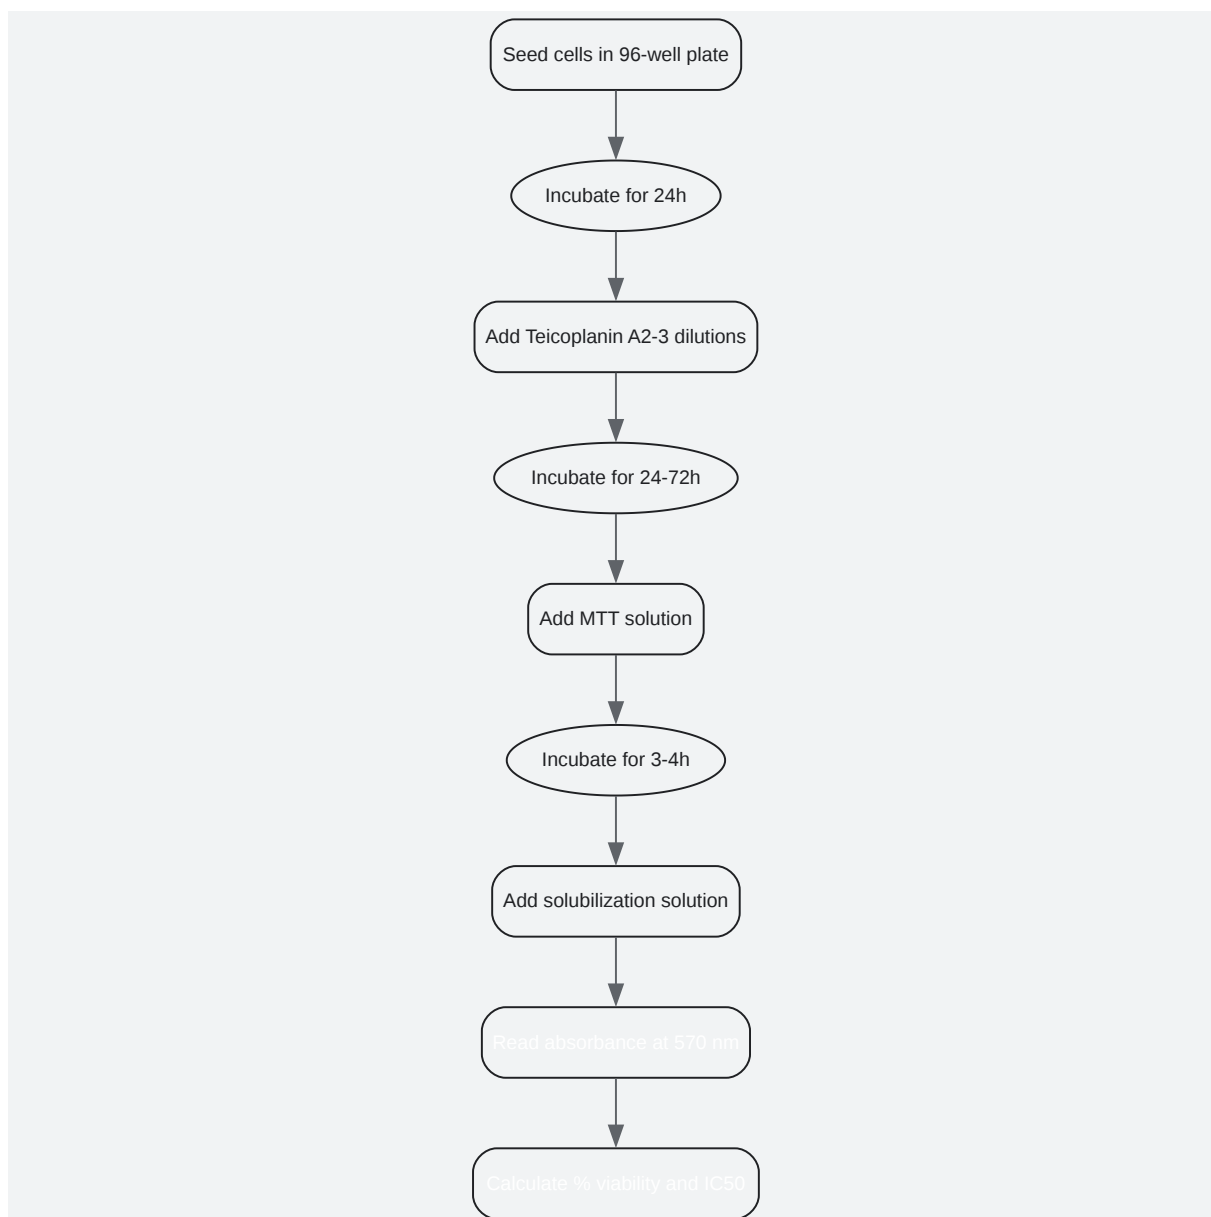 Seed cells in 96-well plate
Incubate for 24h
Add Teicoplanin A2-3 dilutions
Incubate for 24-72h
Add MTT solution
Incubate for 3-4h
Add solubilization solution
Read absorbance at 570 nm
Calculate % viability and IC50